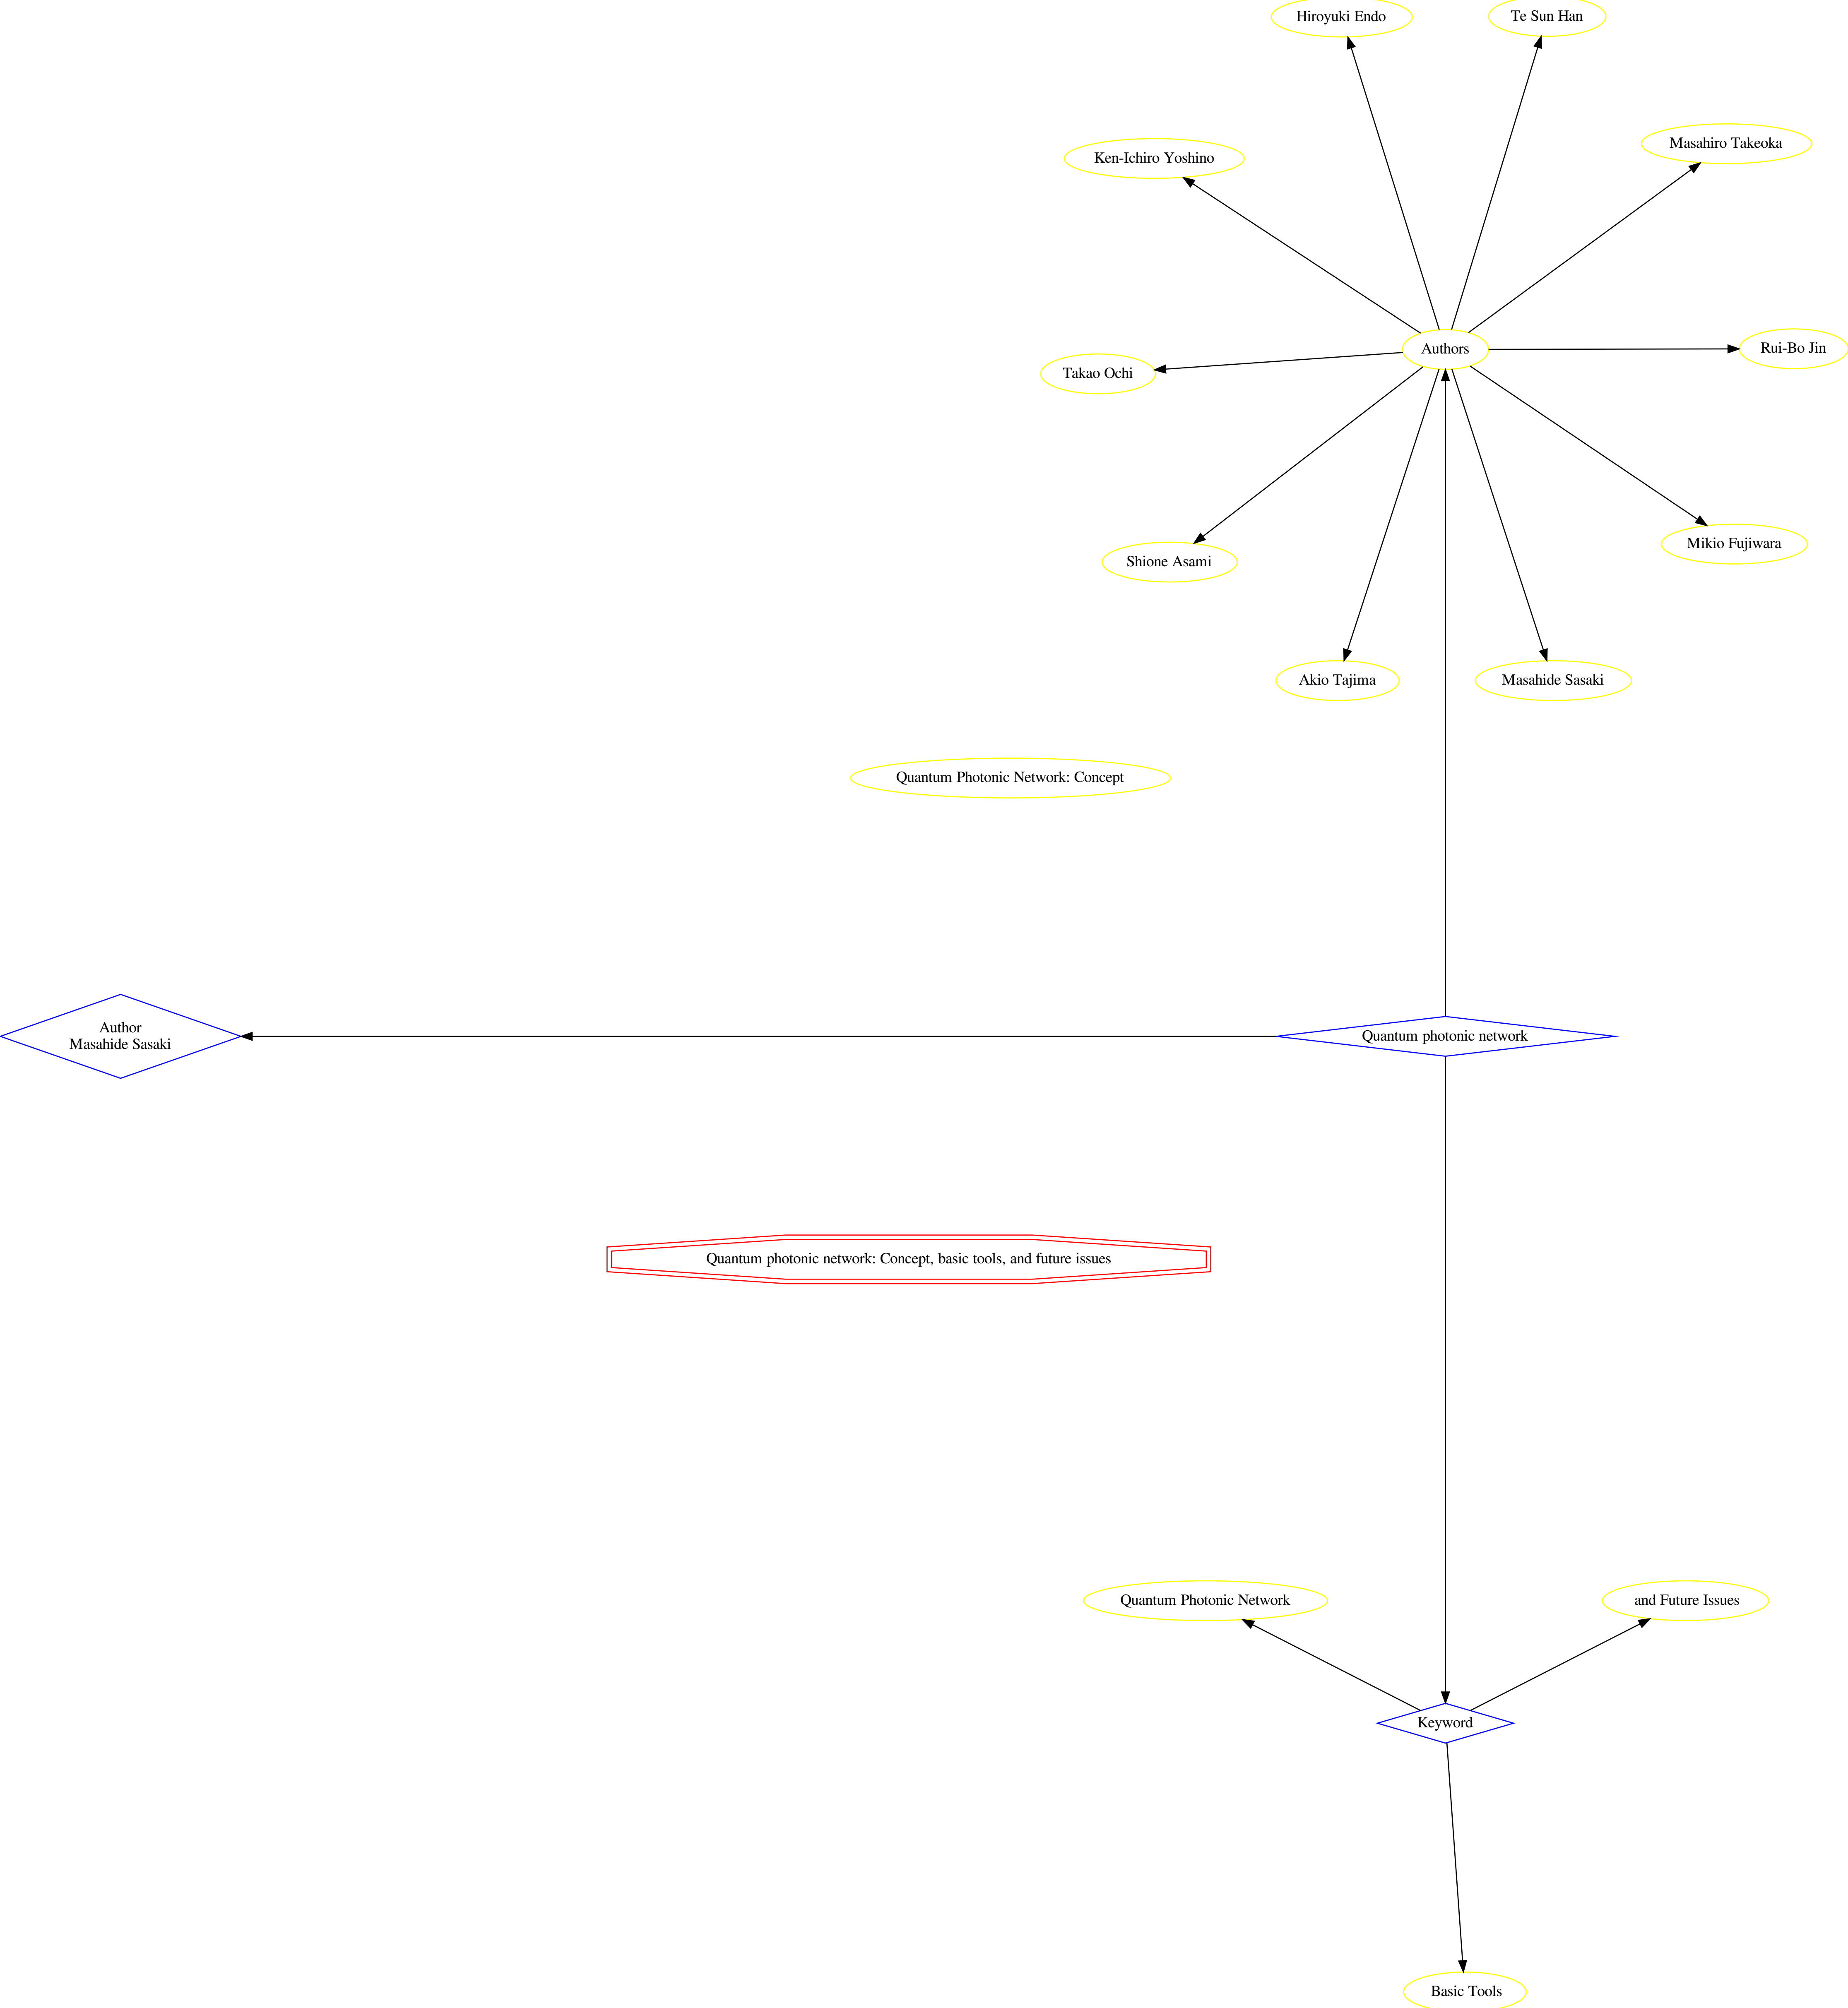 Hiroyuki Endo
Te Sun Han
Masahiro Takeoka
Ken-Ichiro Yoshino
Authors
Rui-Bo Jin
Takao Ochi
Mikio Fujiwara
Shione Asami
Akio Tajima
Masahide Sasaki
Quantum Photonic Network: Concept
Author
Masahide Sasaki
Quantum photonic network
Quantum photonic network: Concept, basic tools, and future issues
Quantum Photonic Network
and Future Issues
Keyword
Basic Tools